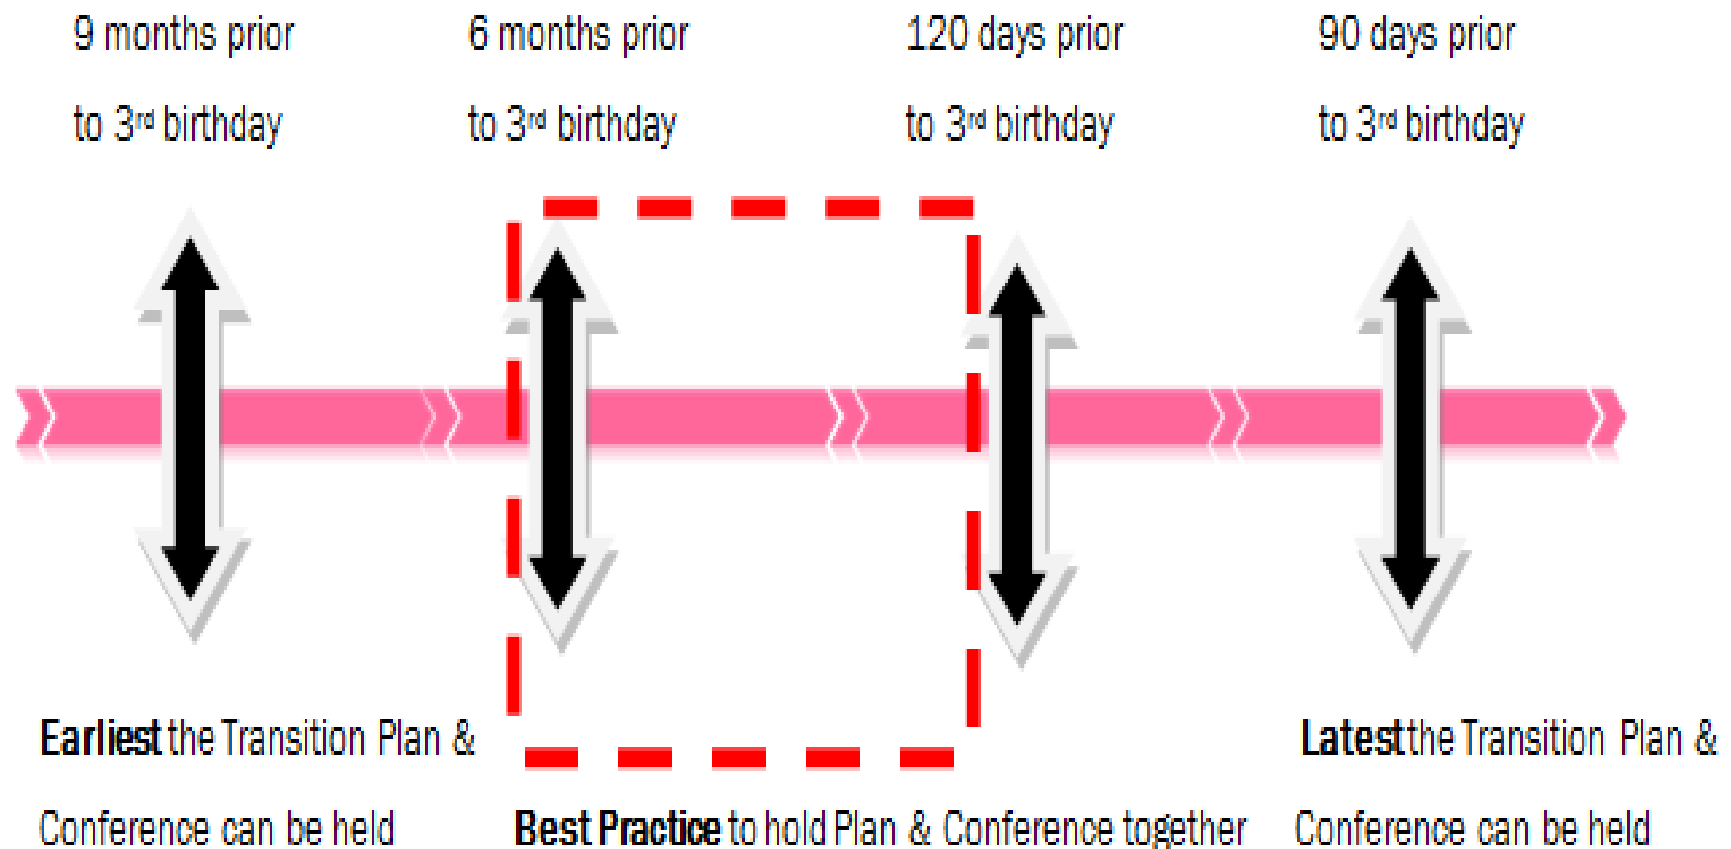 9 months prior
to 3rd birthday
6 months prior
to 3rd birthday
120 days prior
to 3rd birthday
90 days prior
to 3rd birthday
Earliest the Transition Plan &
Conference can be held
Best Practice to hold Plan & Conference together
Latest the Transition Plan &
Conference can be held